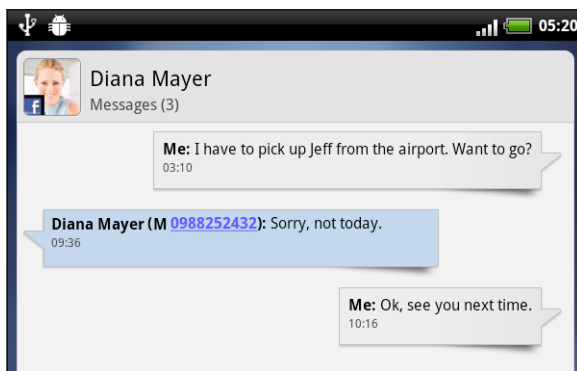 05:20
f
Diana Mayer
Messages (3)
Me: I have to pick up Jeff from the airport. Want to go?
03:10
Diana Mayer (M 0988252432): Sorry, not today.
09:36
Me: Ok, see you next time.
10:16